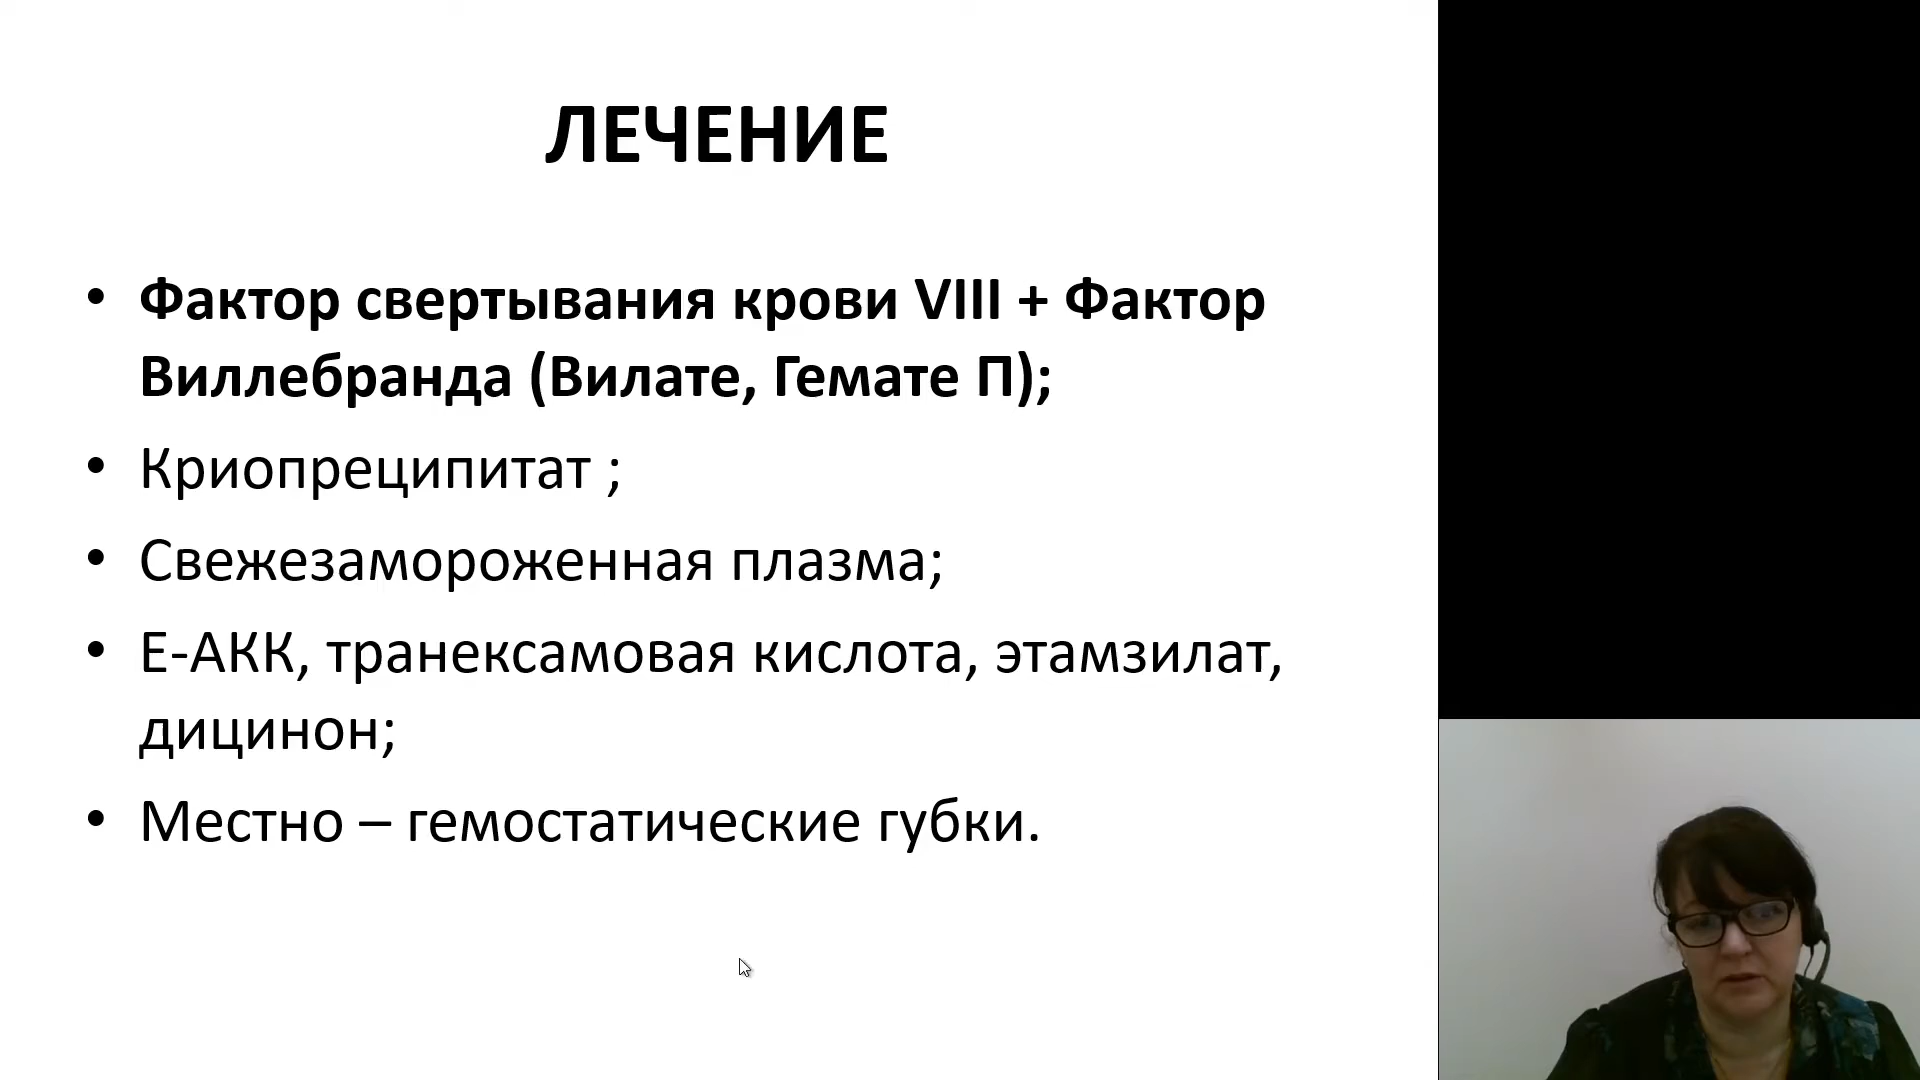 ЛЕЧЕНИЕ
• Фактор свертывания крови VIII + Фактор
Виллебранда (Вилате, Гемате П);
• Криопреципитат ;
• Свежезамороженная плазма;
• Е-АКК, транексамовая кислота, этамзилат,
дицинон;
• Местно – гемостатические губки.